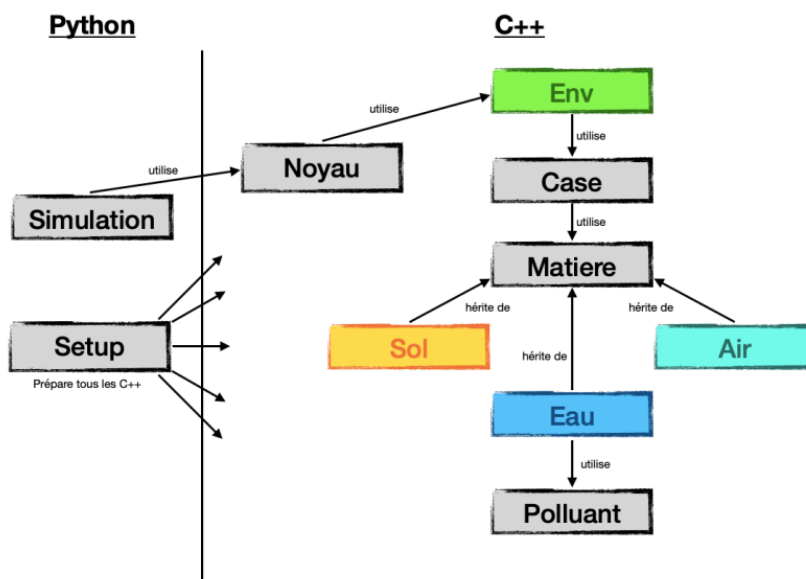 Python
C++
Env
utilise
utilise
Noyau
utilise
Case
Simulation
utilise
Matiere
hérite de
hérite de
Setup
Sol
hérite de
Air
Prépare tous les C++
Eau
utilise
Polluant